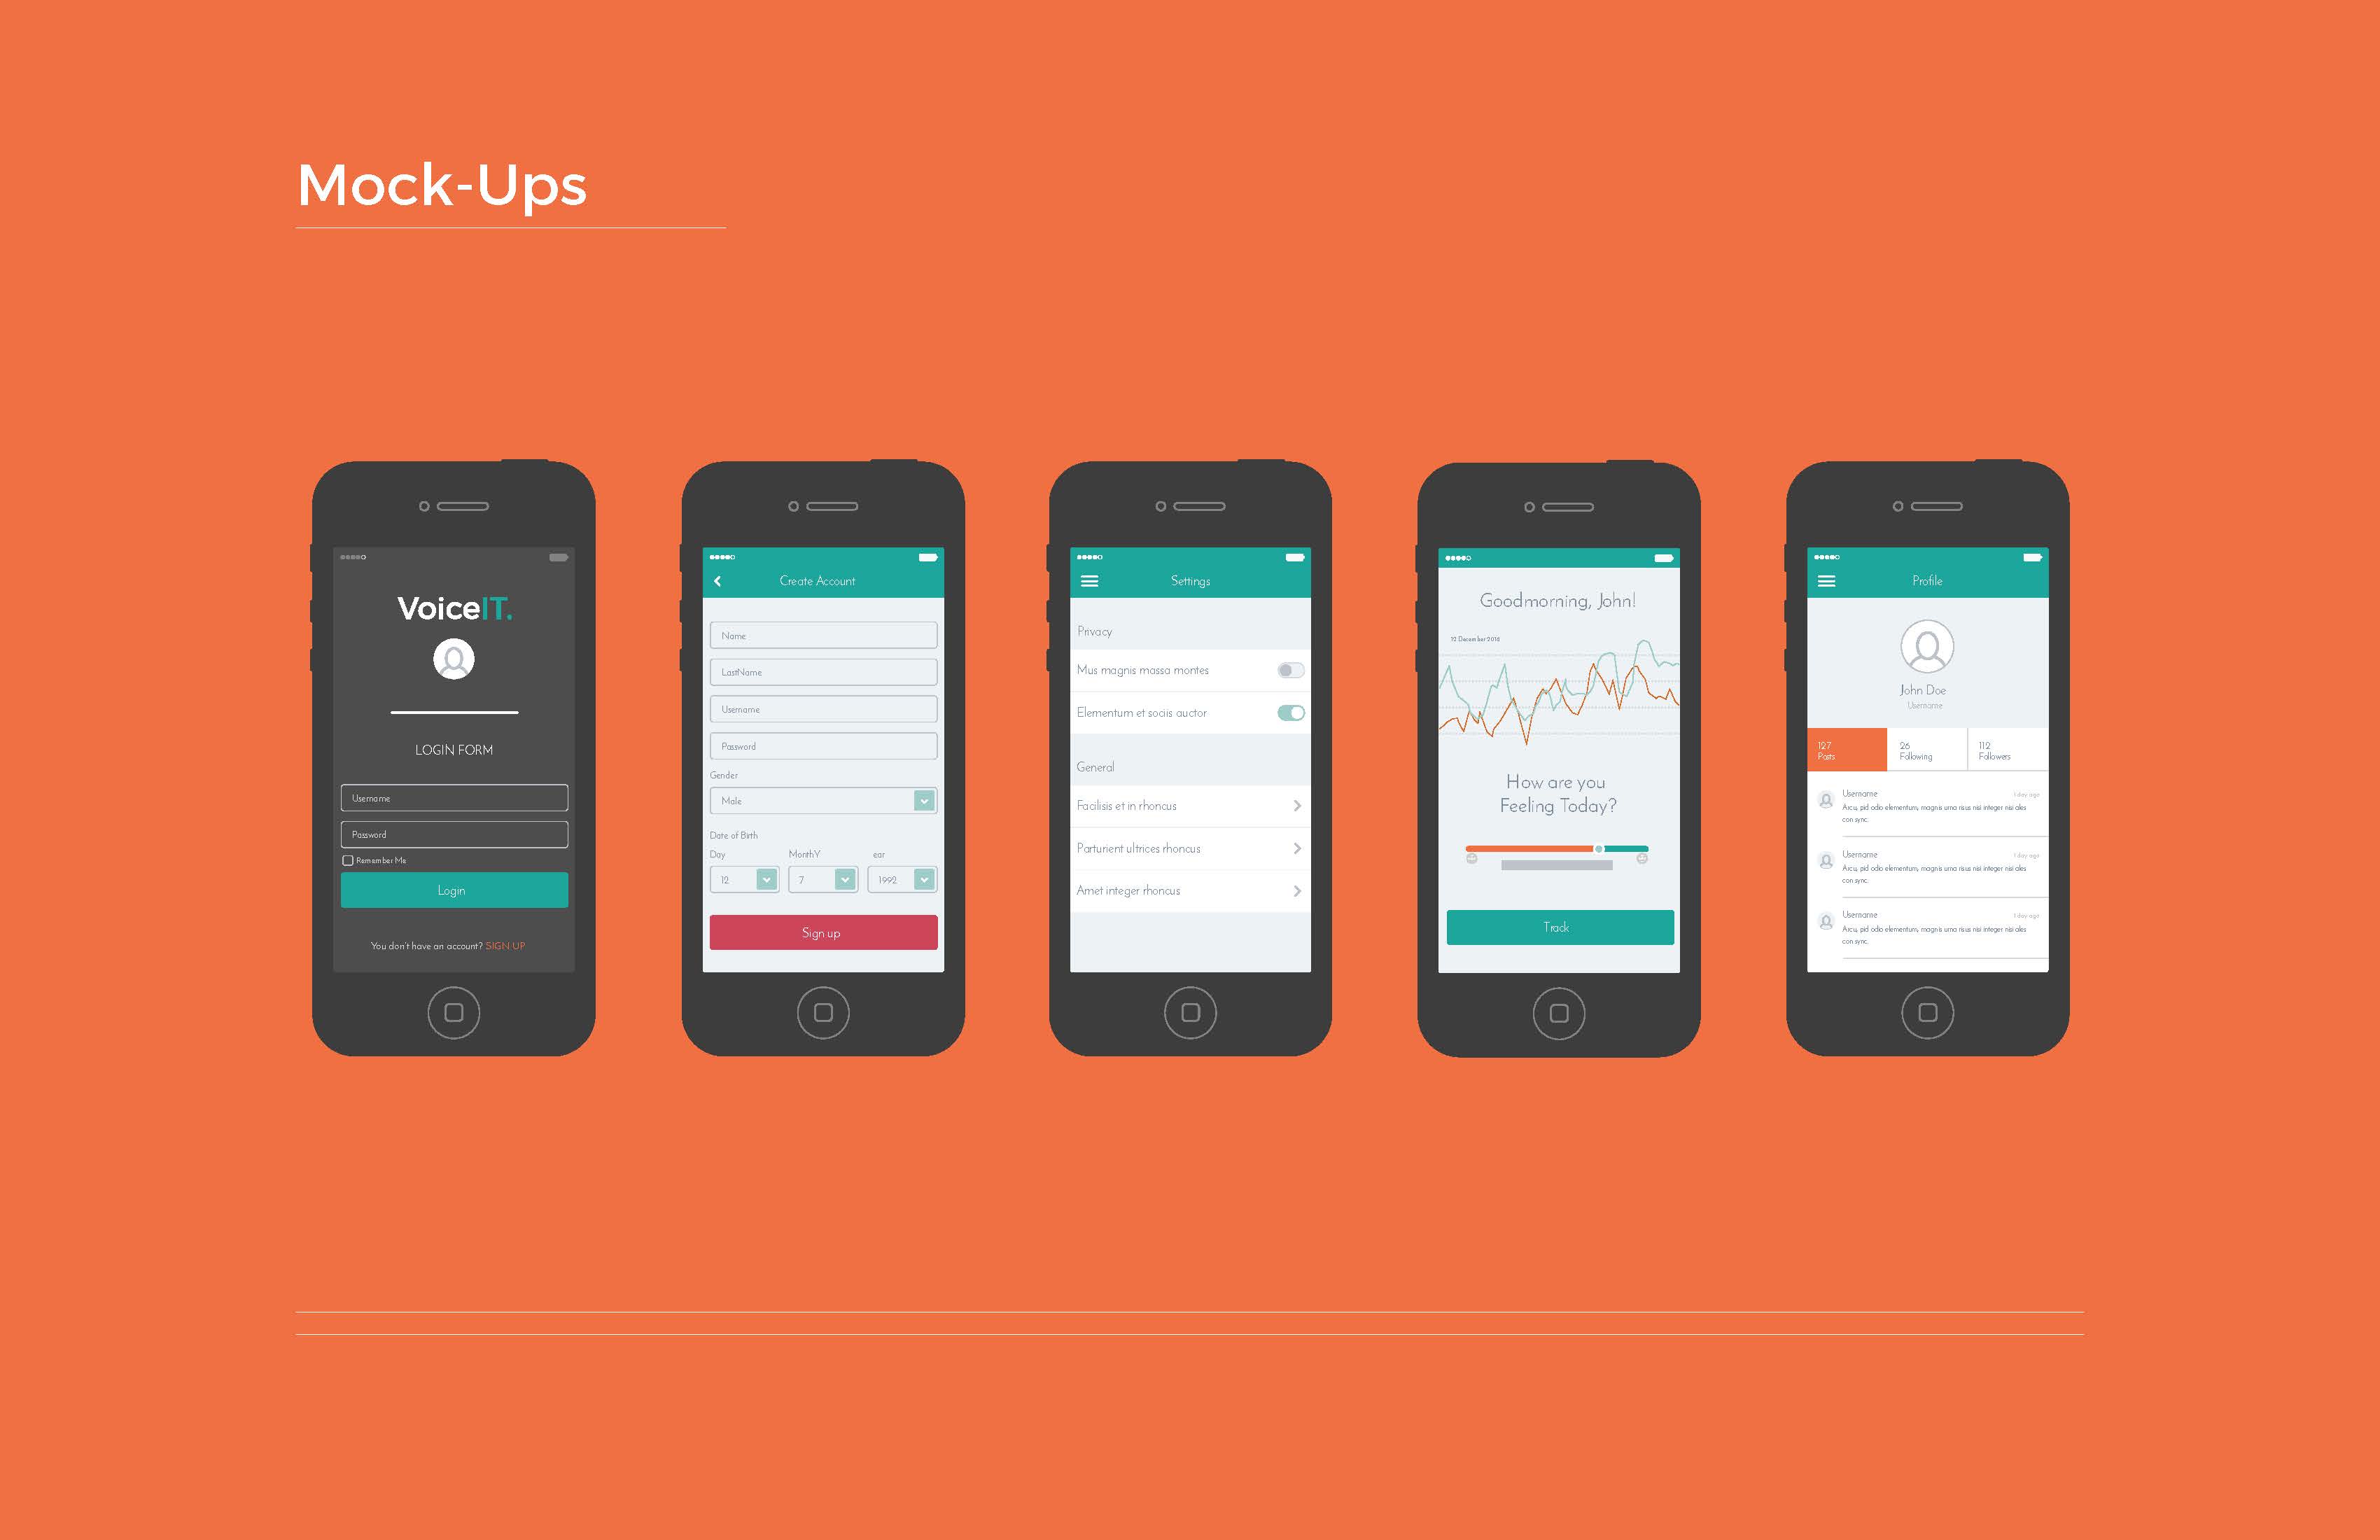 Mock-Ups
VoiceIT.
LOGIN FORM
Username
Password
Remember Me
Login
You don't have an account? SIGN UP
Create Account
Name
LastName
Username
Password
Gender
Male
Date of Birth
Day MonthY ear
12 7 1992
Sign up
Settings
Privacy
Mus magnis massa montes
Elementum et sociis auctor
General
Facilisis et in rhoncus
Parturient ultrices rhoncus
Amet integer rhoncus
Goodmorning, John!
12 December 2016
How are you
Feeling Today?
Track
Profile
John Doe
Username
127 26 112
Posts Following Followers
Username 1 day ago
Arcu, pid odio elementum, magnis urna risus nisi integer nisi ales
con sync.
Username 1 day ago
Arcu, pid odio elementum, magnis urna risus nisi integer nisi ales
con sync.
Username 1 day ago
Arcu, pid odio elementum, magnis urna risus nisi integer nisi ales
con sync.